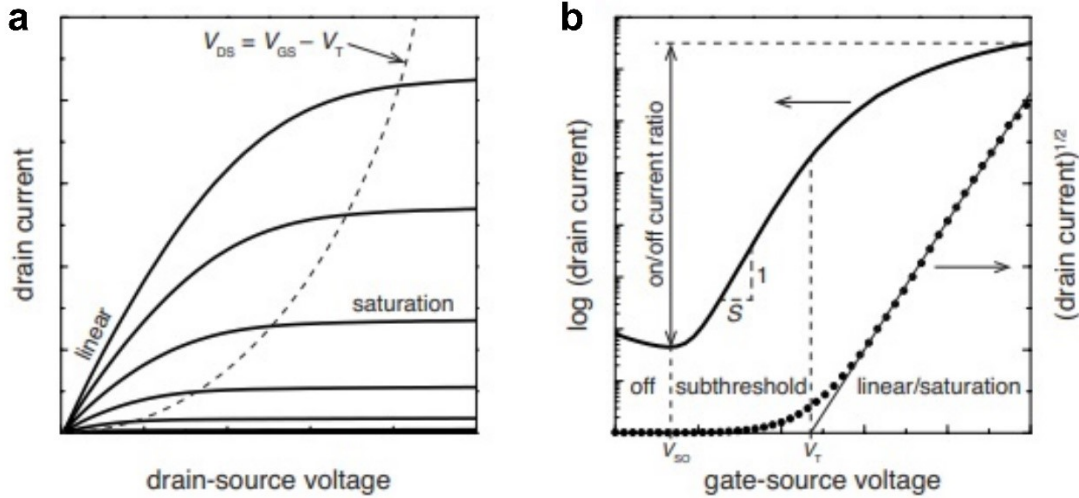 a
V_DS = V_GS − V_T
drain current
linear
saturation
drain-source voltage
b
log (drain current)
on/off current ratio
1
S
off
subthreshold
linear/saturation
V_SO
V_T
gate-source voltage
(drain current)^1/2